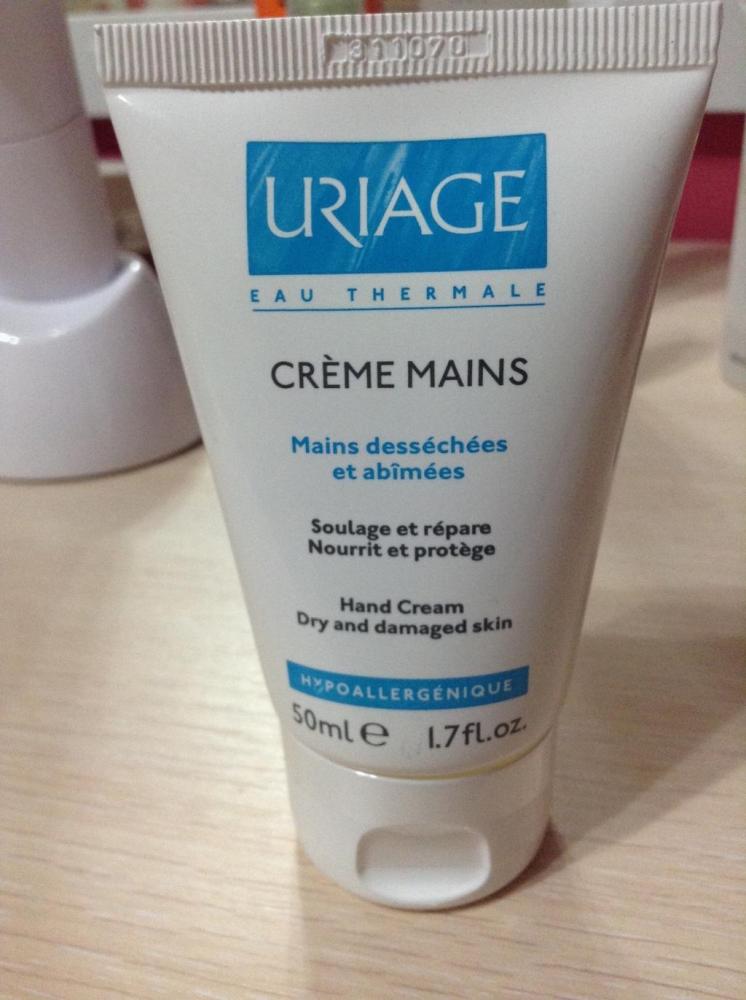 311070
URIAGE
EAU THERMALE
CRÈME MAINS
Mains desséchées
et abîmées
Soulage et répare
Nourrit et protège
Hand Cream
Dry and damaged skin
HYPOALLERGÉNIQUE
50ml e 1.7fl.oz.